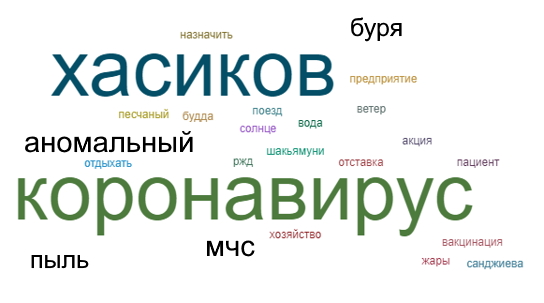 буря
назначить
хасиков
предприятие
песчаный будда поезд ветер
солнце вода
аномальный акция
шакьямуни
отдыхать ржд отставка пациент
коронавирус
хозяйство
мчс вакцинация
пыль жары санджиева